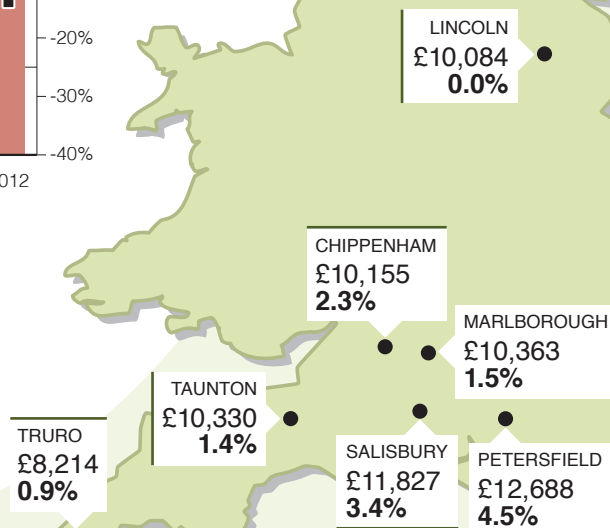 -20%
-30%
-40%
012
LINCOLN
£10,084
0.0%
CHIPPENHAM
£10,155
2.3%
MARLBOROUGH
£10,363
1.5%
TAUNTON
£10,330
1.4%
TRURO
£8,214
0.9%
SALISBURY
£11,827
3.4%
PETERSFIELD
£12,688
4.5%